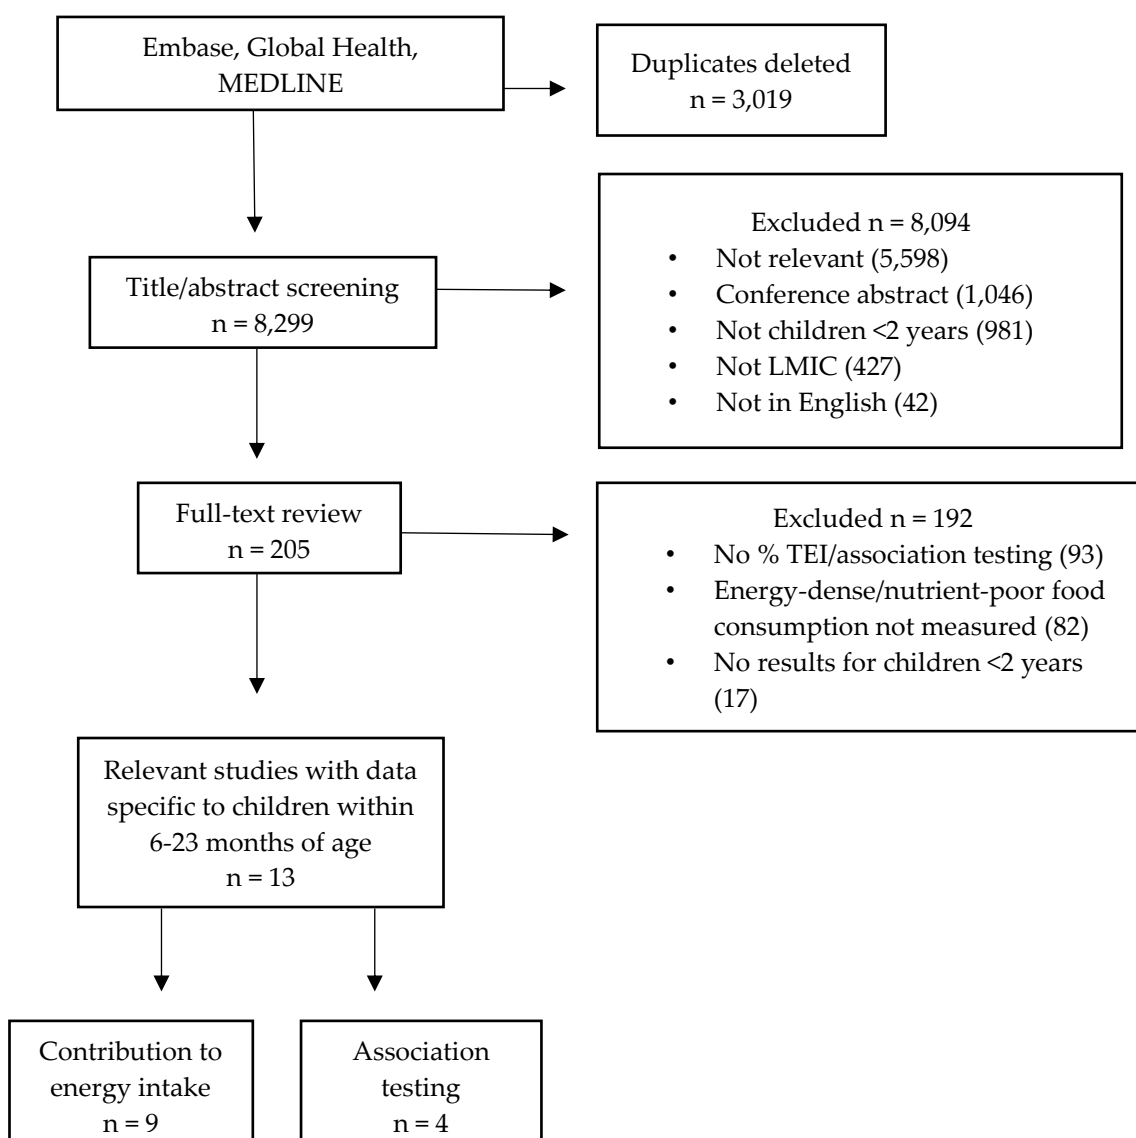 Embase, Global Health,
MEDLINE
Duplicates deleted
n = 3,019
Title/abstract screening
n = 8,299
Excluded n = 8,094
• Not relevant (5,598)
• Conference abstract (1,046)
• Not children <2 years (981)
• Not LMIC (427)
• Not in English (42)
Full-text review
n = 205
Excluded n = 192
• No % TEI/association testing (93)
• Energy-dense/nutrient-poor food
consumption not measured (82)
• No results for children <2 years
(17)
Relevant studies with data
specific to children within
6-23 months of age
n = 13
Contribution to
energy intake
n = 9
Association
testing
n = 4